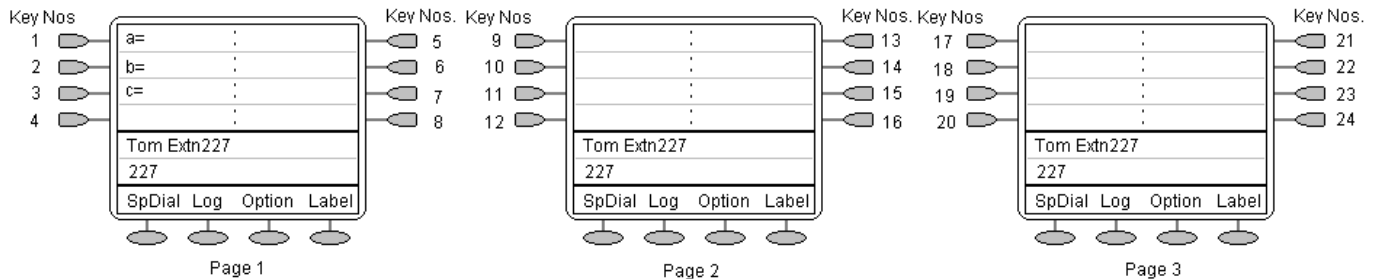 Key Nos
Key Nos.
1
a=
:
5
2
b=
:
6
3
c=
:
7
4
:
8
Tom Extn227
227
SpDial Log Option Label
Page 1
Key Nos
Key Nos.
9
:
13
10
:
14
11
:
15
12
:
16
Tom Extn227
227
SpDial Log Option Label
Page 2
Key Nos.
17
:
21
18
:
22
19
:
23
20
:
24
Tom Extn227
227
SpDial Log Option Label
Page 3